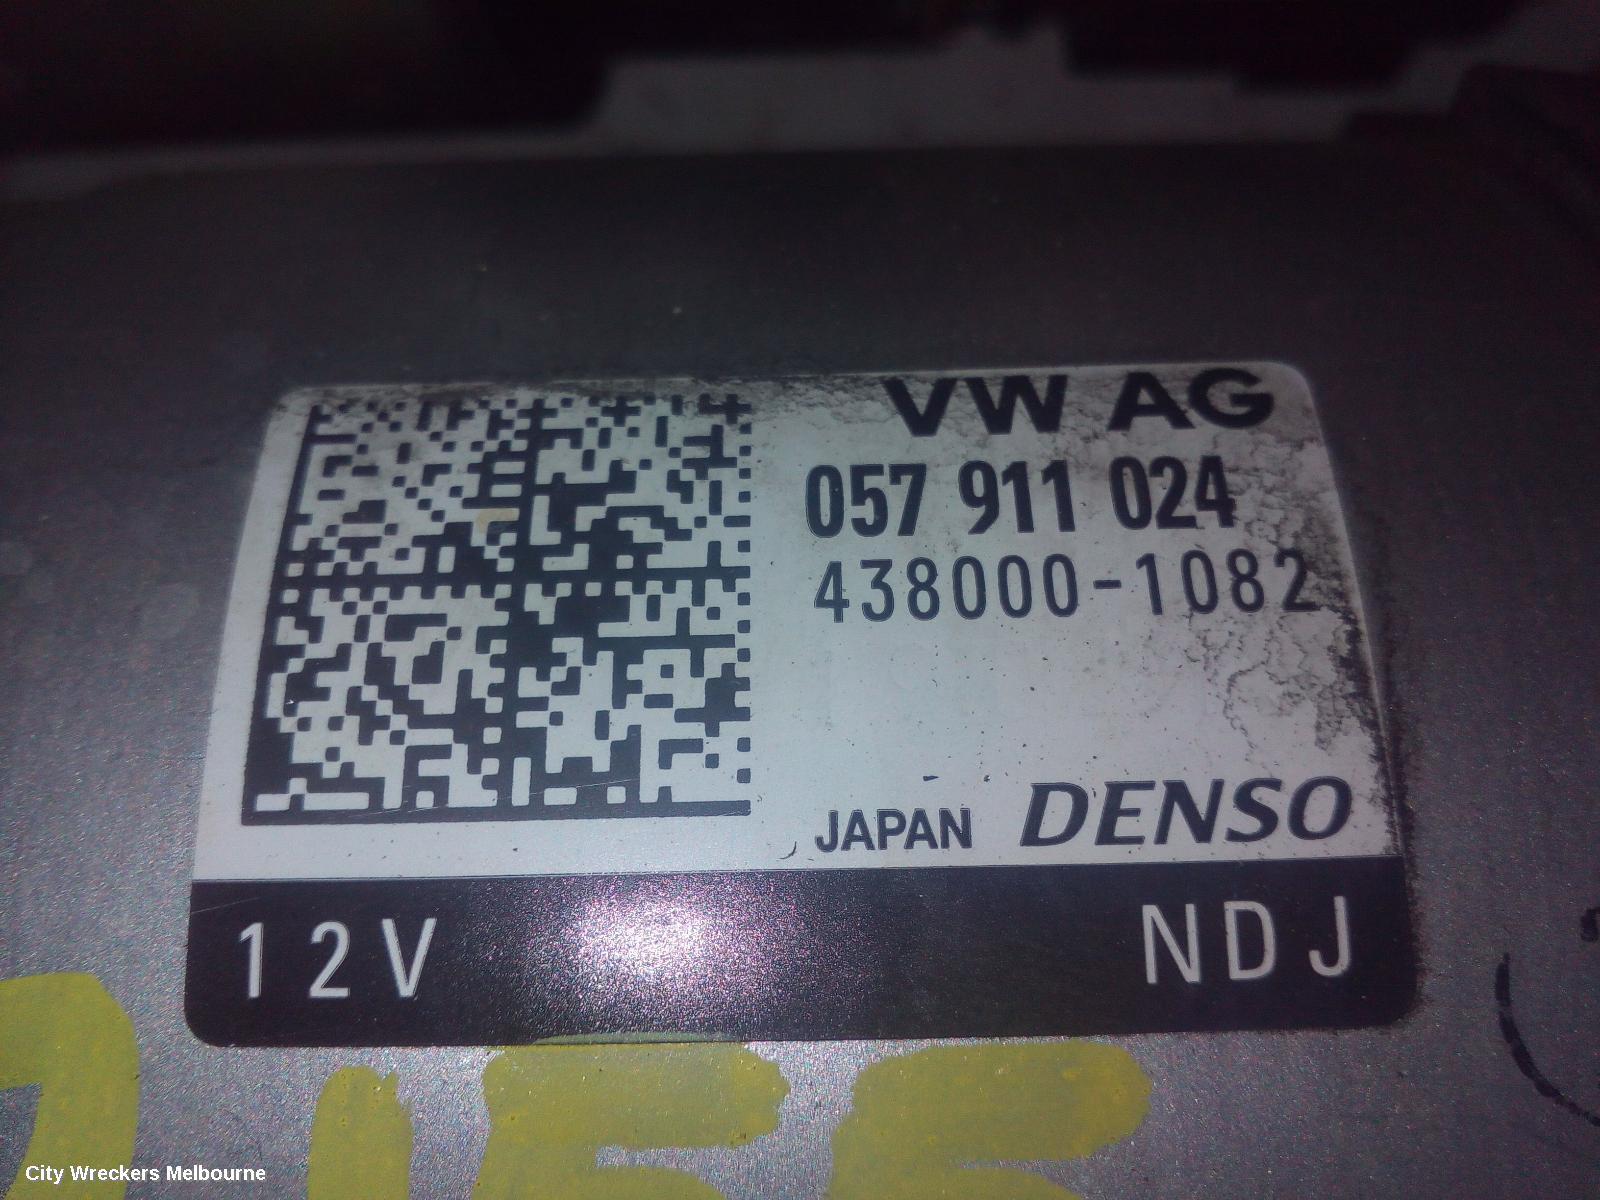 VW AG
057 911 024
438000-1082
JAPAN DENSO
12V NDJ
City Wreckers Melbourne